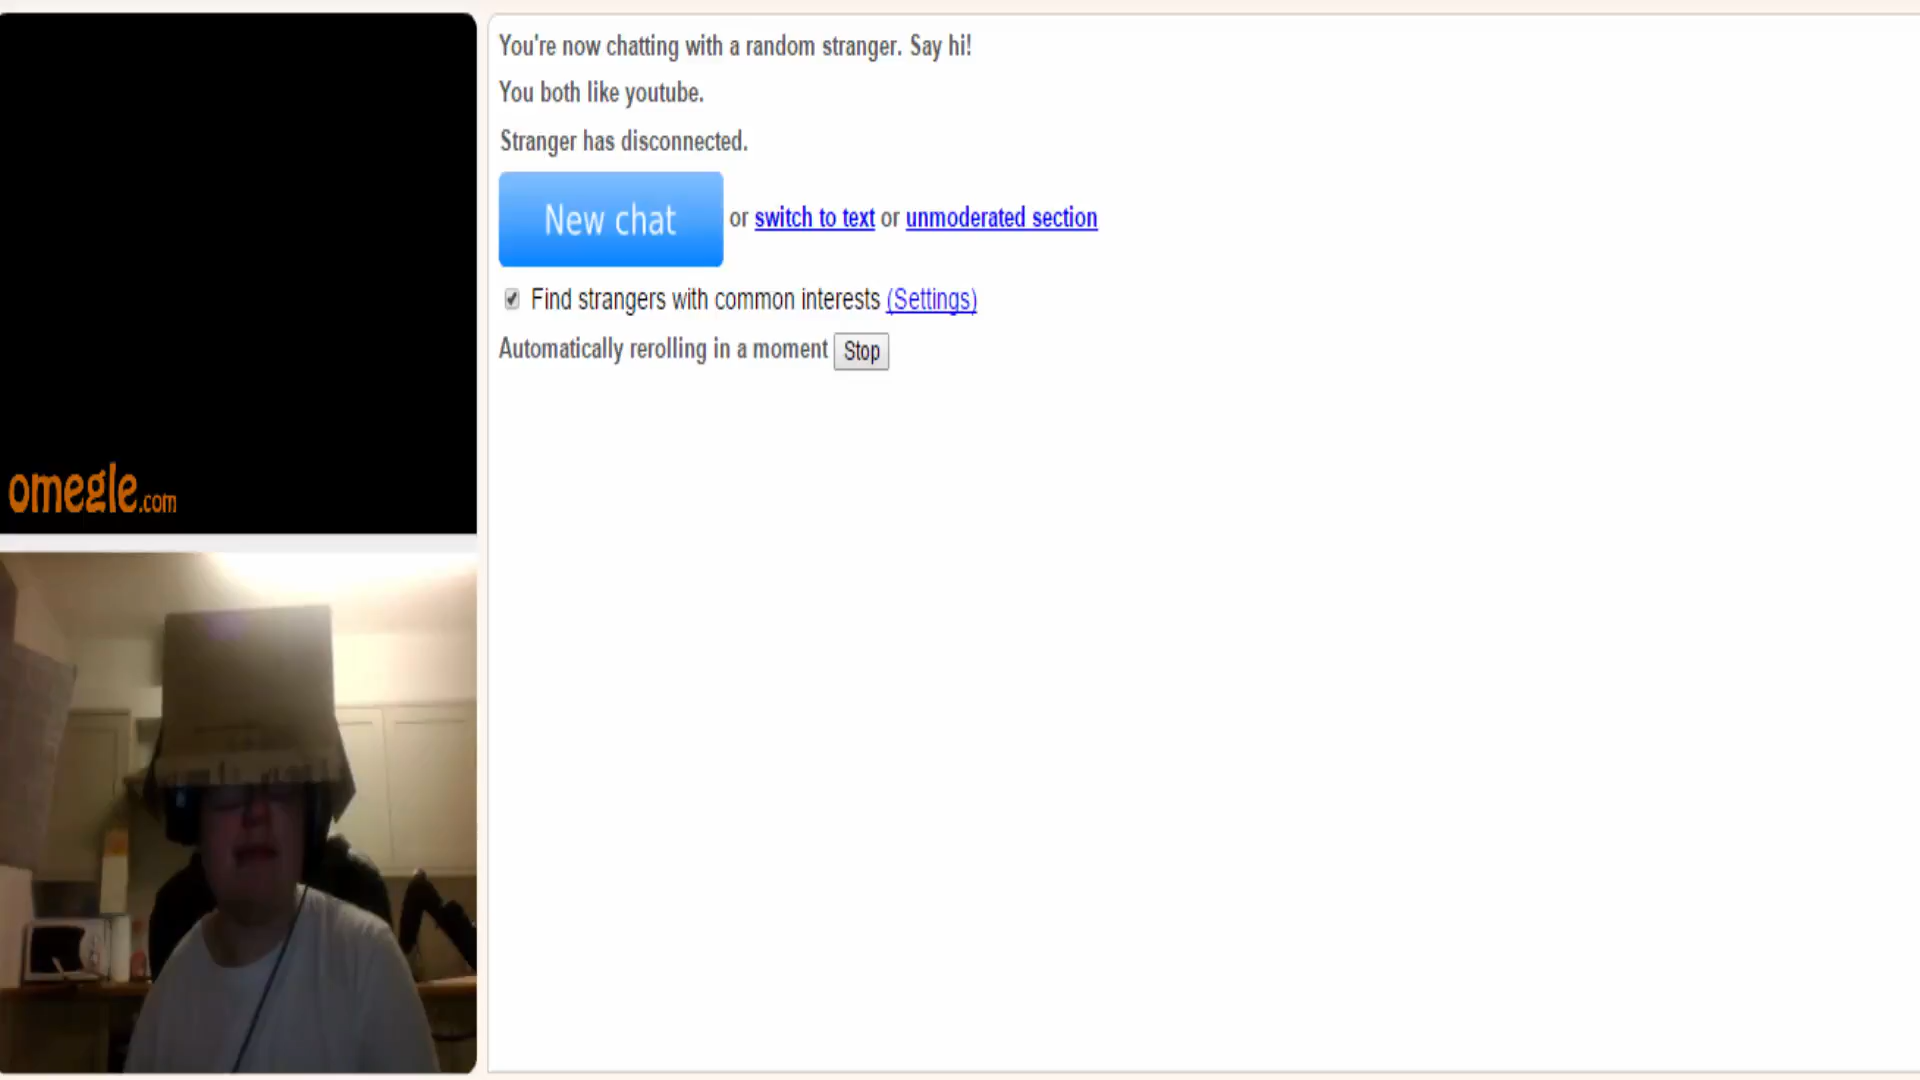 You're now chatting with a random stranger. Say hi!
You both like youtube.
Stranger has disconnected.
New chat or switch to text or unmoderated section
Find strangers with common interests (Settings)
Automatically rerolling in a moment Stop
omegle.com